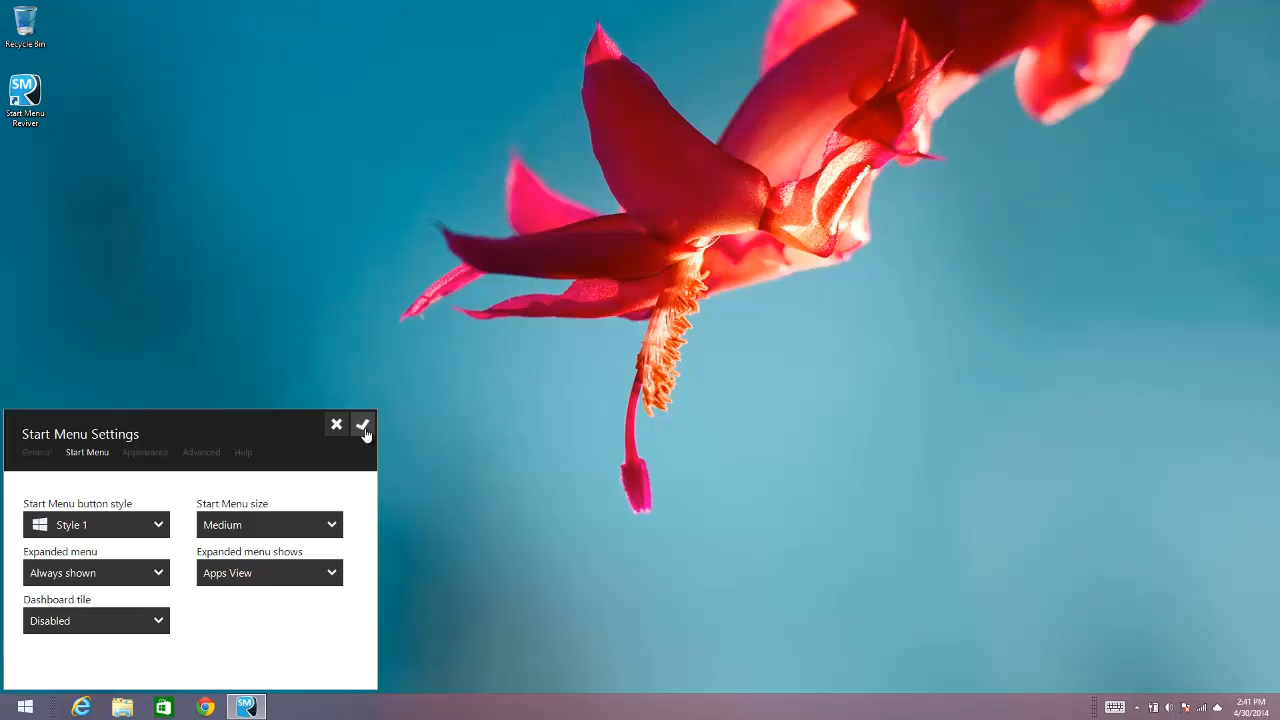 Recycle Bin
SM
Start Menu
Reviver
Start Menu Settings
General Start Menu Appearance Advanced Help
Start Menu button style Start Menu size
Style 1 Medium
Expanded menu Expanded menu shows
Always shown Apps View
Dashboard tile
Disabled
SM
2:41 PM
4/30/2014